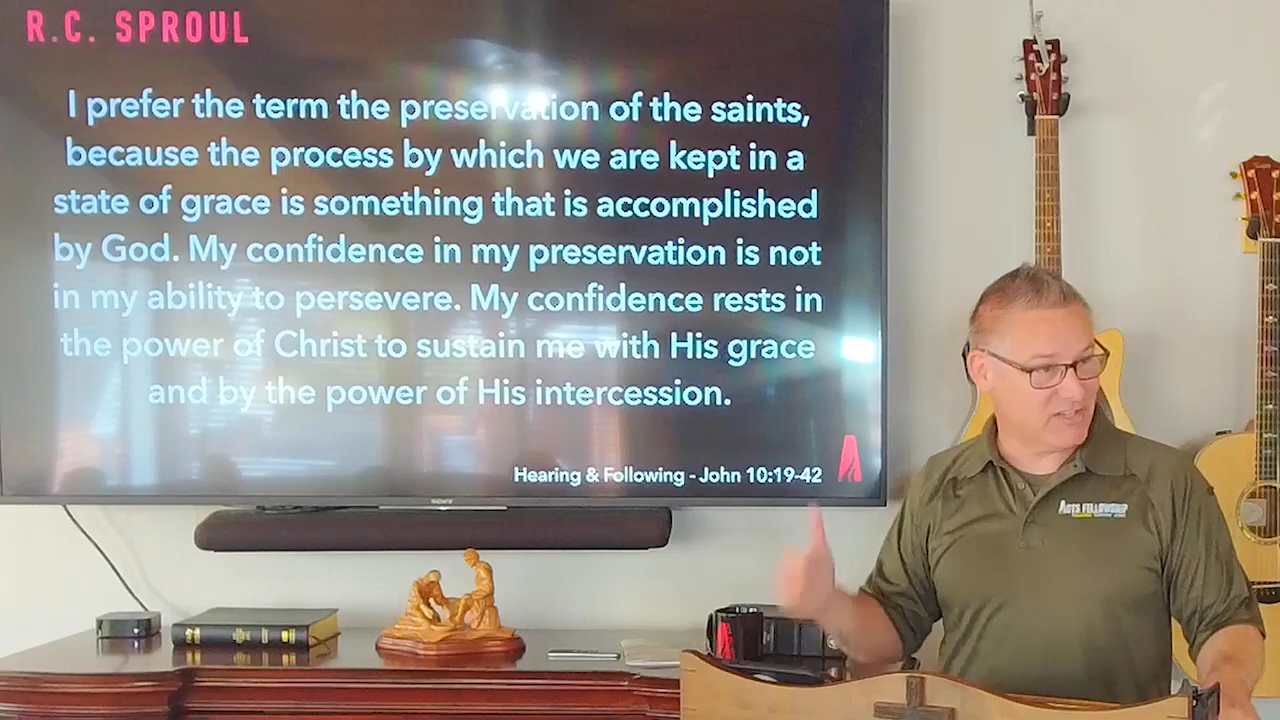 R.C. SPROUL
I prefer the term the preservation of the saints,
because the process by which we are kept in a
state of grace is something that is accomplished
by God. My confidence in my preservation is not
in my ability to persevere. My confidence rests in
the power of Christ to sustain me with His grace
and by the power of His intercession.
Hearing & Following - John 10:19-42
SONY
ACTS FELLOWSHIP